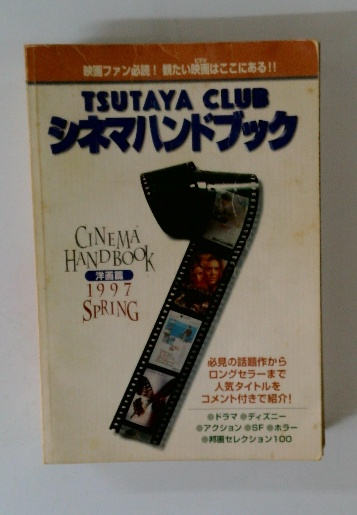 映画ファン必読！ 観たい映画はここにある!!
TSUTAYA CLUB
シネマハンドブック
CINEMA
HANDBOOK
洋画篇
1997
SPRING
必見の話題作から
ロングセラーまで
人気タイトルを
コメント付きで紹介!
●ドラマ ●ディズニー
●アクション ●SF ●ホラー
●邦画セレクション100